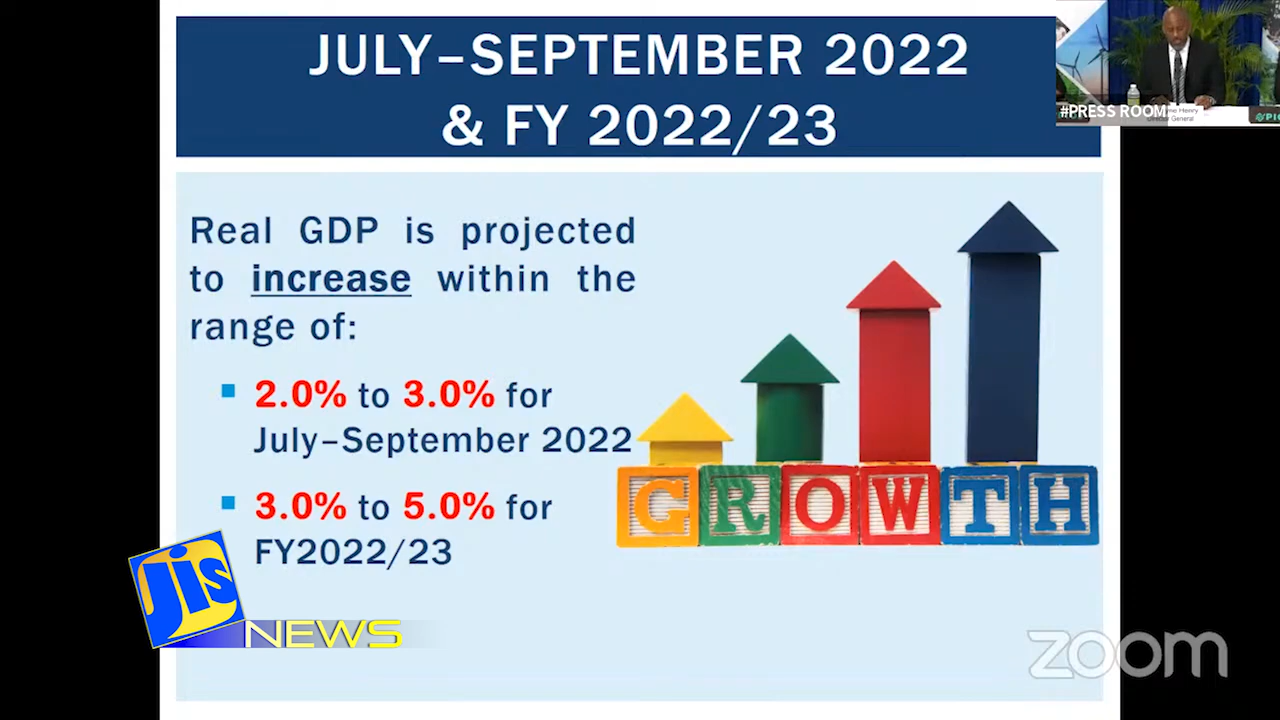 JULY–SEPTEMBER 2022
& FY 2022/23
#PRESS ROOM
Henry
General
Real GDP is projected
to increase within the
range of:
2.0% to 3.0% for
July–September 2022
3.0% to 5.0% for
FY2022/23
GROWTH
jis
NEWS
zoom